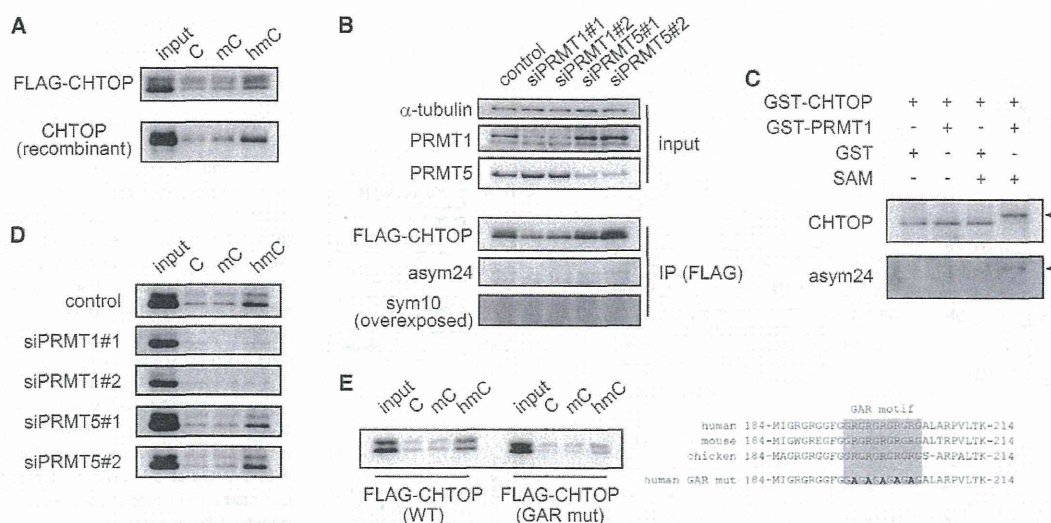 A
input C mC hmC
FLAG-CHTOP
CHTOP
(recombinant)
B
control siPRMT1#1 siPRMT1#2 siPRMT5#1 siPRMT5#2
α-tubulin
PRMT1
PRMT5
input
FLAG-CHTOP
asym24
sym10
(overexposed)
IP (FLAG)
C
GST-CHTOP + + + +
GST-PRMT1 - + - +
GST + - + -
SAM - - + +
CHTOP
asym24
D
input C mC hmC
control
siPRMT1#1
siPRMT1#2
siPRMT5#1
siPRMT5#2
E
input C mC hmC input C mC hmC
FLAG-CHTOP
(WT)
FLAG-CHTOP
(GAR mut)
GAR motif
human 184-MIGRGRGGFGGRGRGRGRGRGALARPVLTK-214
mouse 184-MIGRGRGGFGGRGRGRGRGRGALTRPVLTK-214
chicken 184-MAGRGRGGFGGRGRGRGRGRGS-ARPALTK-214
human GAR mut 184-MIGRGRGGFGGAGAGAGAGAGALARPVLTK-214